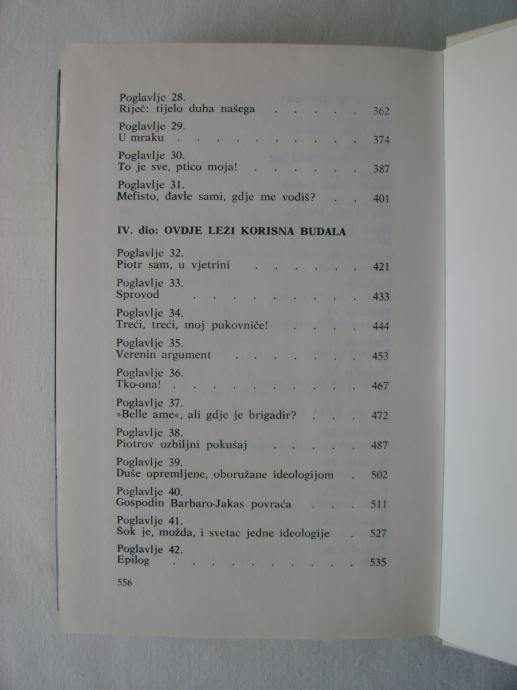 Poglavlje 28.
Riječ: tijelo duha našega . . . . . 362
Poglavlje 29.
U mraku . . . . . . . . . . 374
Poglavlje 30.
To je sve, ptico moja! . . . . . . 387
Poglavlje 31.
Mefisto, đavle sami, gdje me vodiš? . . . 401
IV. dio: OVDJE LEŽI KORISNA BUDALA
Poglavlje 32.
Piotr sam, u vjetrini . . . . . . 421
Poglavlje 33.
Sprovod . . . . . . . . . 433
Poglavlje 34.
Treći, treći, moj pukovniče! . . . . . 444
Poglavlje 35.
Verenin argument . . . . . . . 453
Poglavlje 36.
Tko-ona! . . . . . . . . . . 467
Poglavlje 37.
»Belle ame«, ali gdje je brigadir? . . . 472
Poglavlje 38.
Piotrov ozbiljni pokušaj . . . . . . 487
Poglavlje 39.
Duše opremljene, oboružane ideologijom . 502
Poglavlje 40.
Gospodin Barbaro-Jakas povraća . . . 511
Poglavlje 41.
Šok je, možda, i svetac jedne ideologije . 527
Poglavlje 42.
Epilog . . . . . . . . . . 535
556